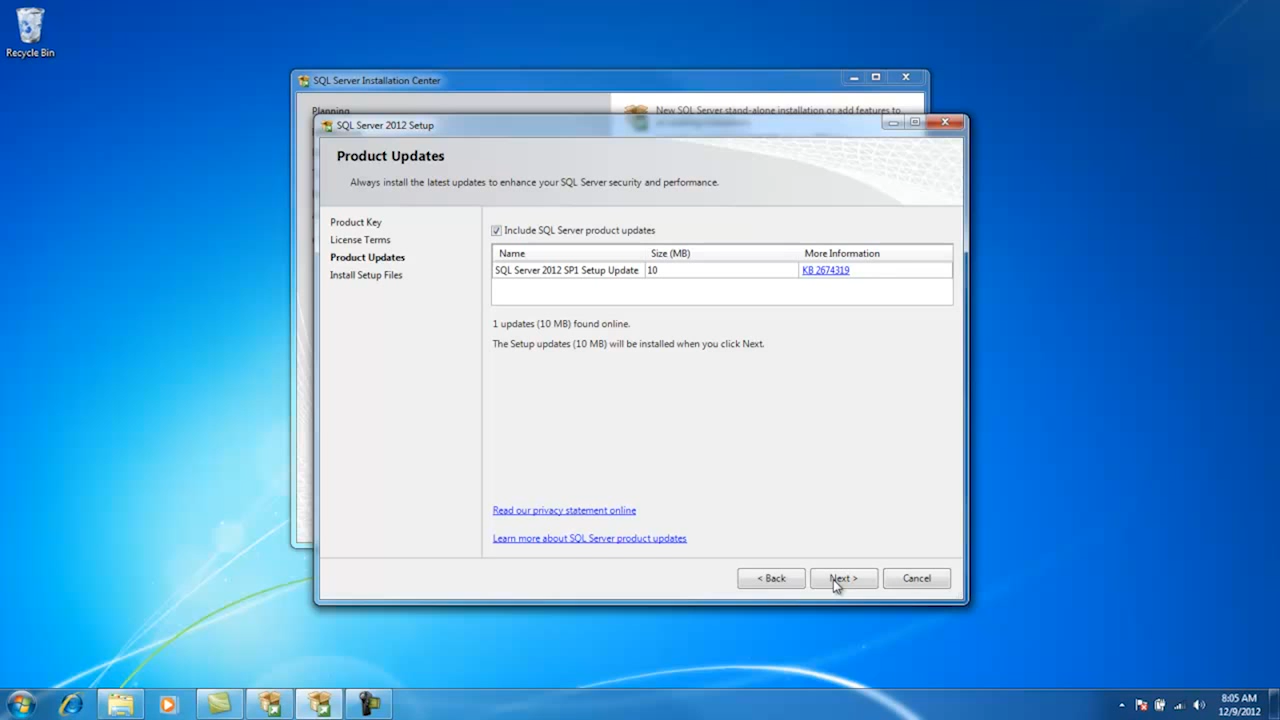 Recycle Bin
SQL Server Installation Center
Planning
New SQL Server stand-alone installation or add features to
SQL Server 2012 Setup
Product Updates
Always install the latest updates to enhance your SQL Server security and performance.
Product Key
License Terms
Product Updates
Install Setup Files
Include SQL Server product updates
Name Size (MB) More Information
SQL Server 2012 SP1 Setup Update 10 KB 2674319
1 updates (10 MB) found online.
The Setup updates (10 MB) will be installed when you click Next.
Read our privacy statement online
Learn more about SQL Server product updates
< Back Next > Cancel
8:05 AM
12/9/2012